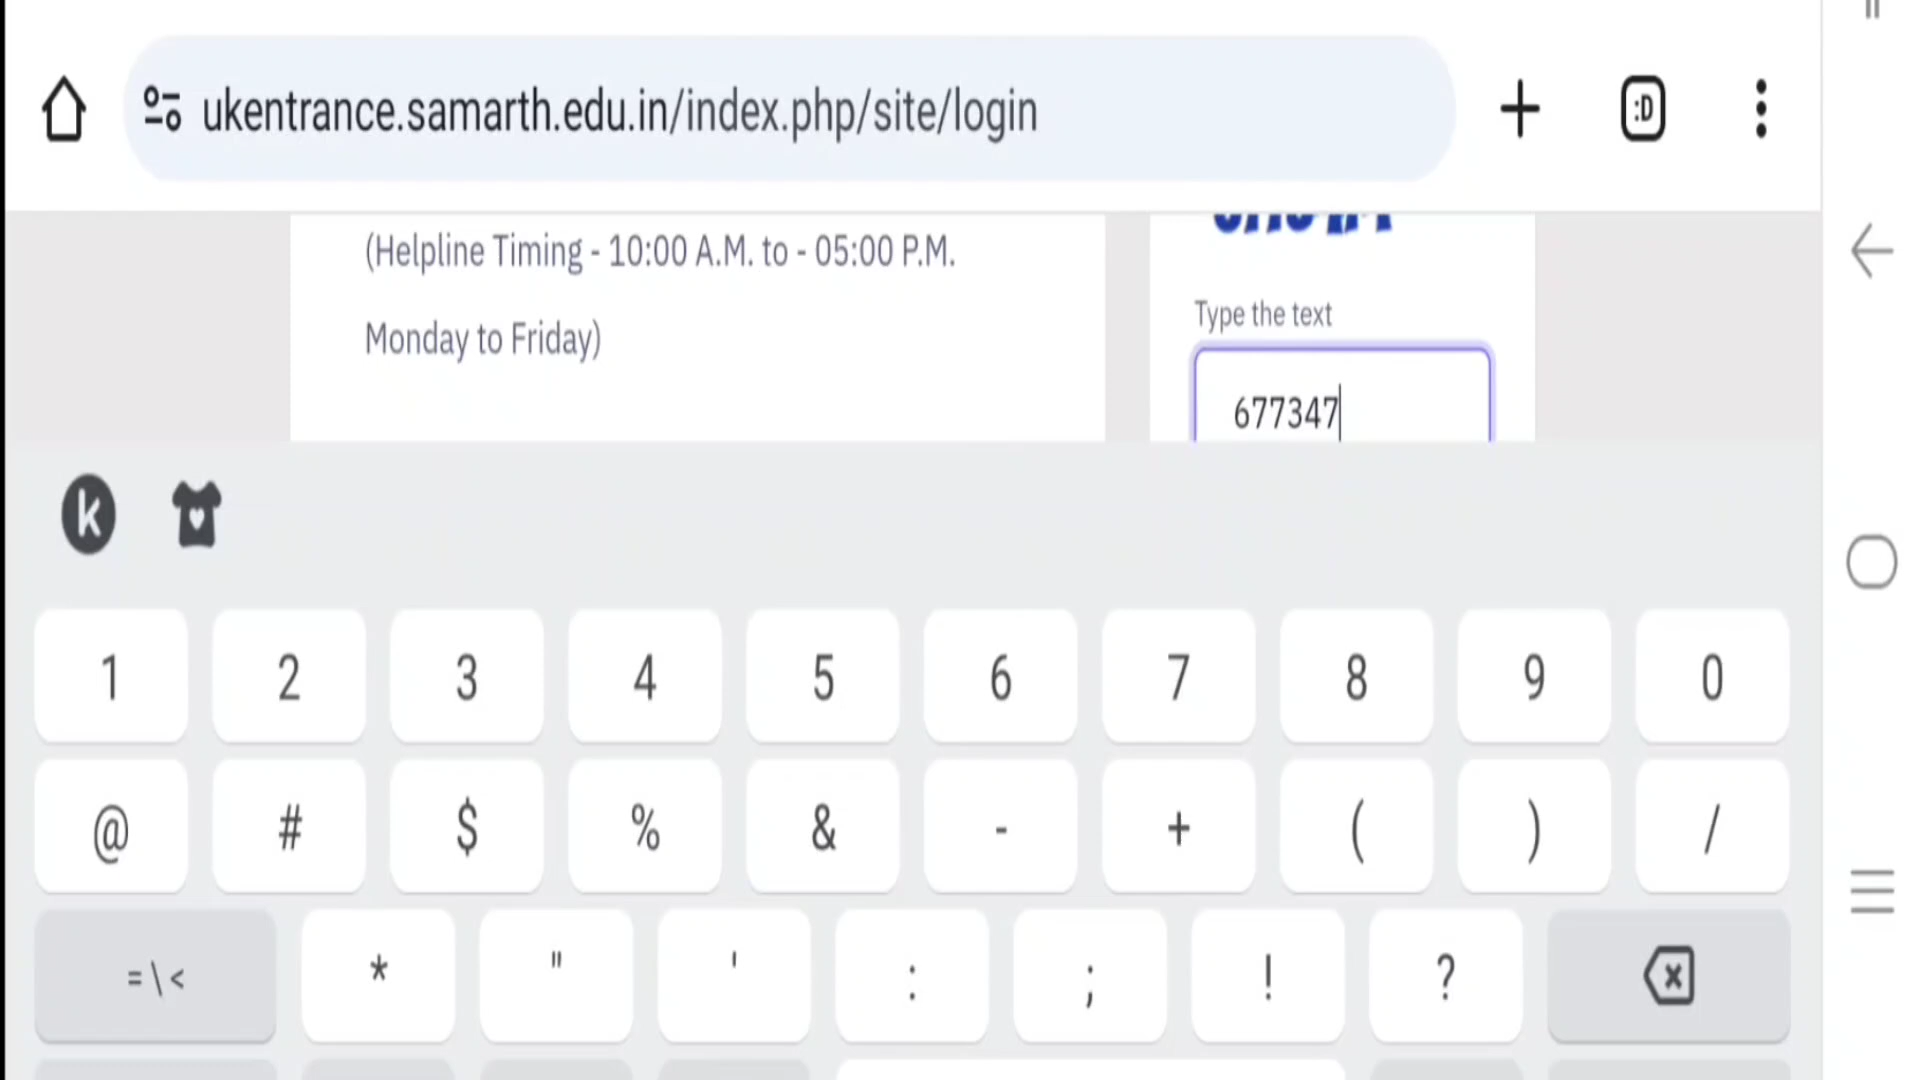 ukentrance.samarth.edu.in/index.php/site/login
:D
(Helpline Timing - 10:00 A.M. to - 05:00 P.M.
Monday to Friday)
Type the text
677347
k
1 2 3 4 5 6 7 8 9 0
@ # $ % & - + ( ) /
= \ < * " ' : ; ! ?